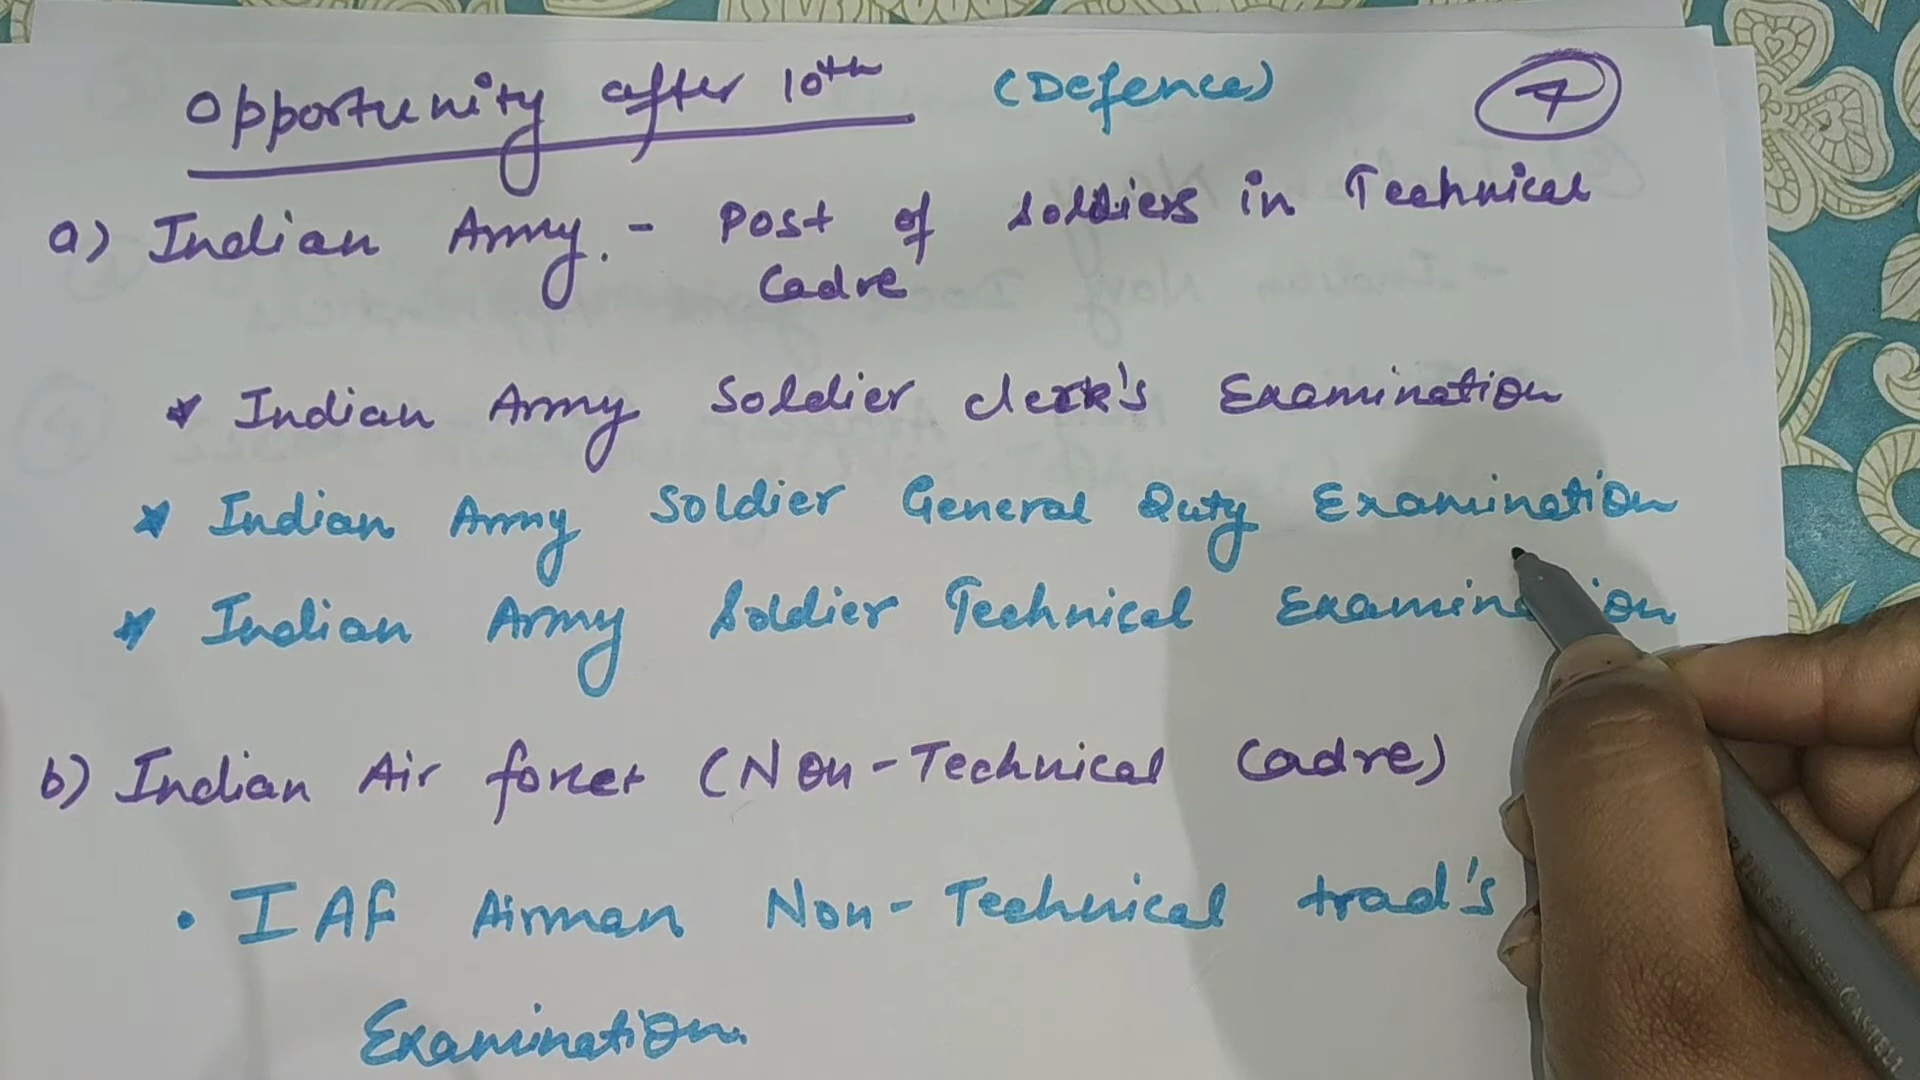 Opportunity after 10th (Defence) 7
a) Indian Army. - Post of Soldiers in Technical
Cadre
* Indian Army Soldier clerk's Examination
* Indian Army Soldier General Duty Examination
* Indian Army Soldier Technical Examination
b) Indian Air force (Non-Technical Cadre)
• IAF Airman Non-Technical trad's
Examination.